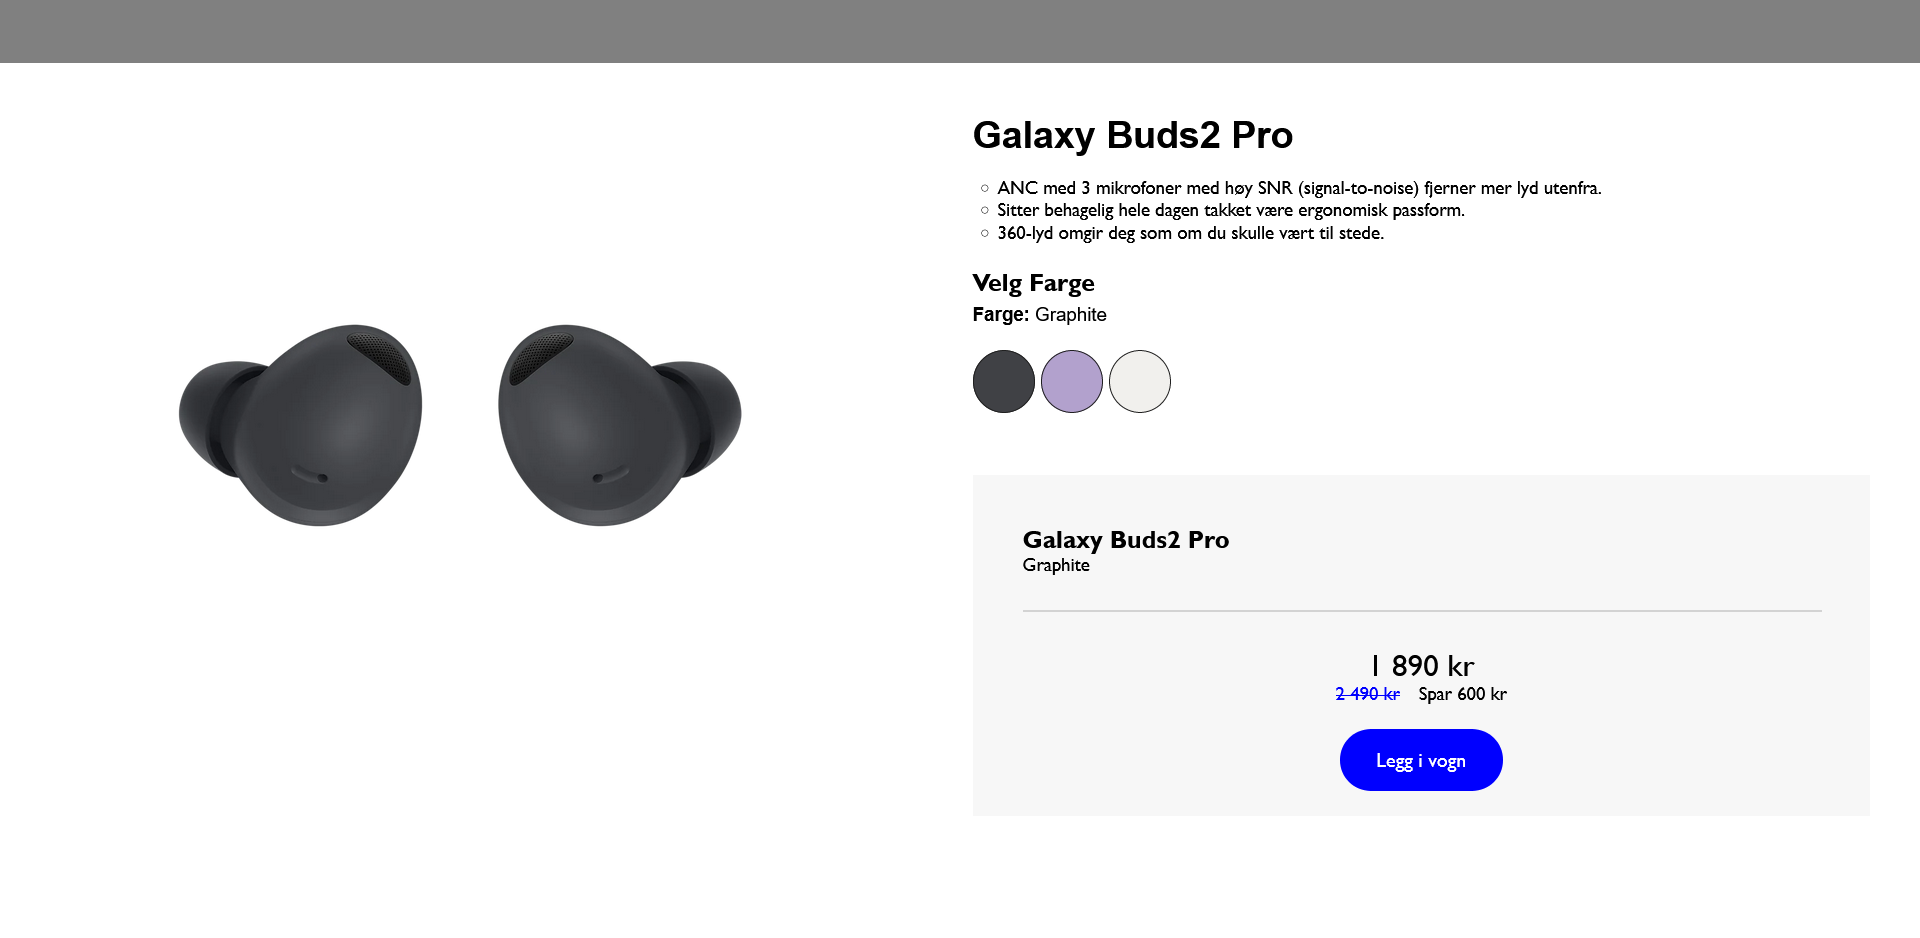 Galaxy Buds2 Pro
ANC med 3 mikrofoner med høy SNR (signal-to-noise) fjerner mer lyd utenfra.
Sitter behagelig hele dagen takket være ergonomisk passform.
360-lyd omgir deg som om du skulle vært til stede.
Velg Farge
Farge: Graphite
Galaxy Buds2 Pro
Graphite
1 890 kr
2 490 kr Spar 600 kr
Legg i vogn